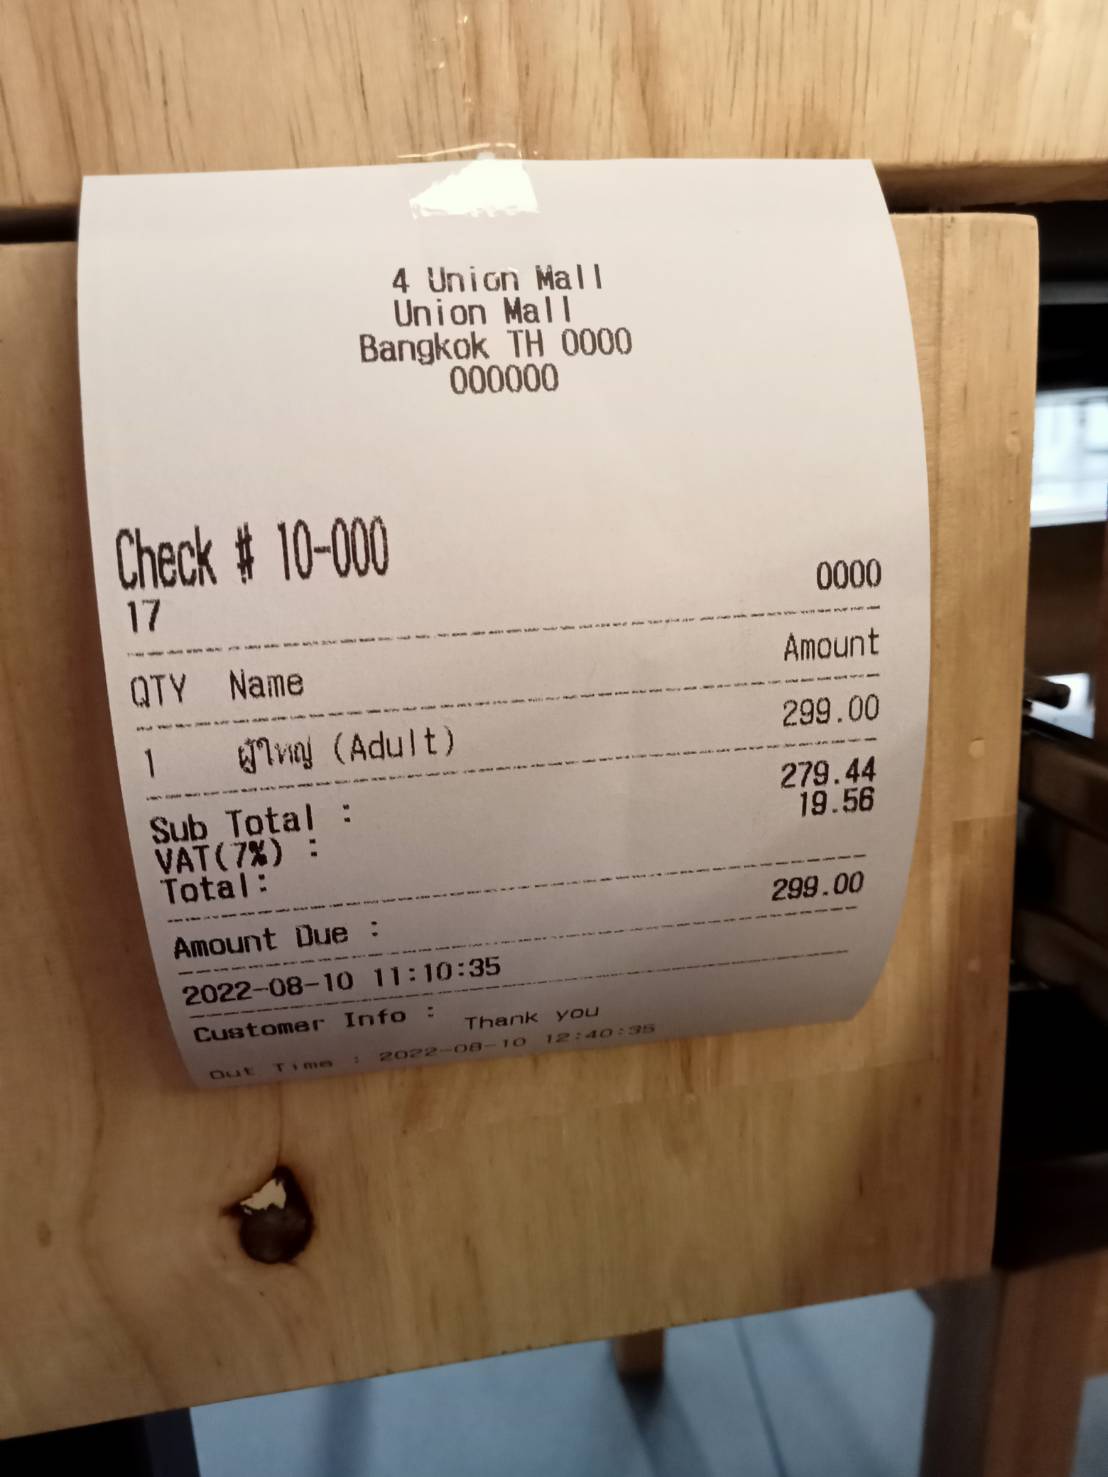 4 Union Mall
Union Mall
Bangkok TH 0000
000000
Check # 10-000
17 0000
QTY Name Amount
1 ผู้ใหญ่ (Adult) 299.00
Sub Total : 279.44
VAT(7%) : 19.56
Total:
Amount Due : 299.00
2022-08-10 11:10:35
Customer Info :
Thank you
Out Time : 2022-08-10 12:40:35